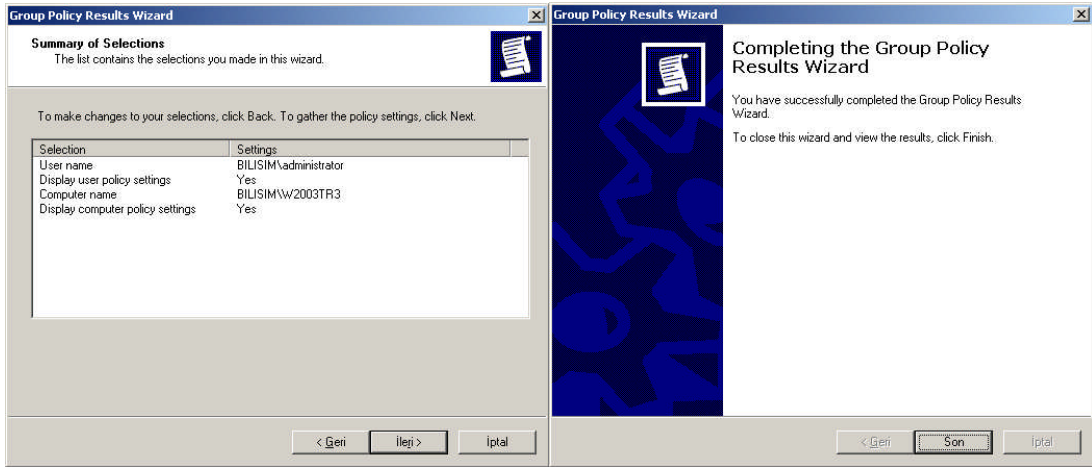 Group Policy Results Wizard
Summary of Selections
The list contains the selections you made in this wizard.
To make changes to your selections, click Back. To gather the policy settings, click Next.
Selection Settings
User name BILISIM\administrator
Display user policy settings Yes
Computer name BILISIM\W2003TR3
Display computer policy settings Yes
< Geri İleri > İptal
Group Policy Results Wizard
Completing the Group Policy
Results Wizard
You have successfully completed the Group Policy Results
Wizard.
To close this wizard and view the results, click Finish.
< Geri Son İptal